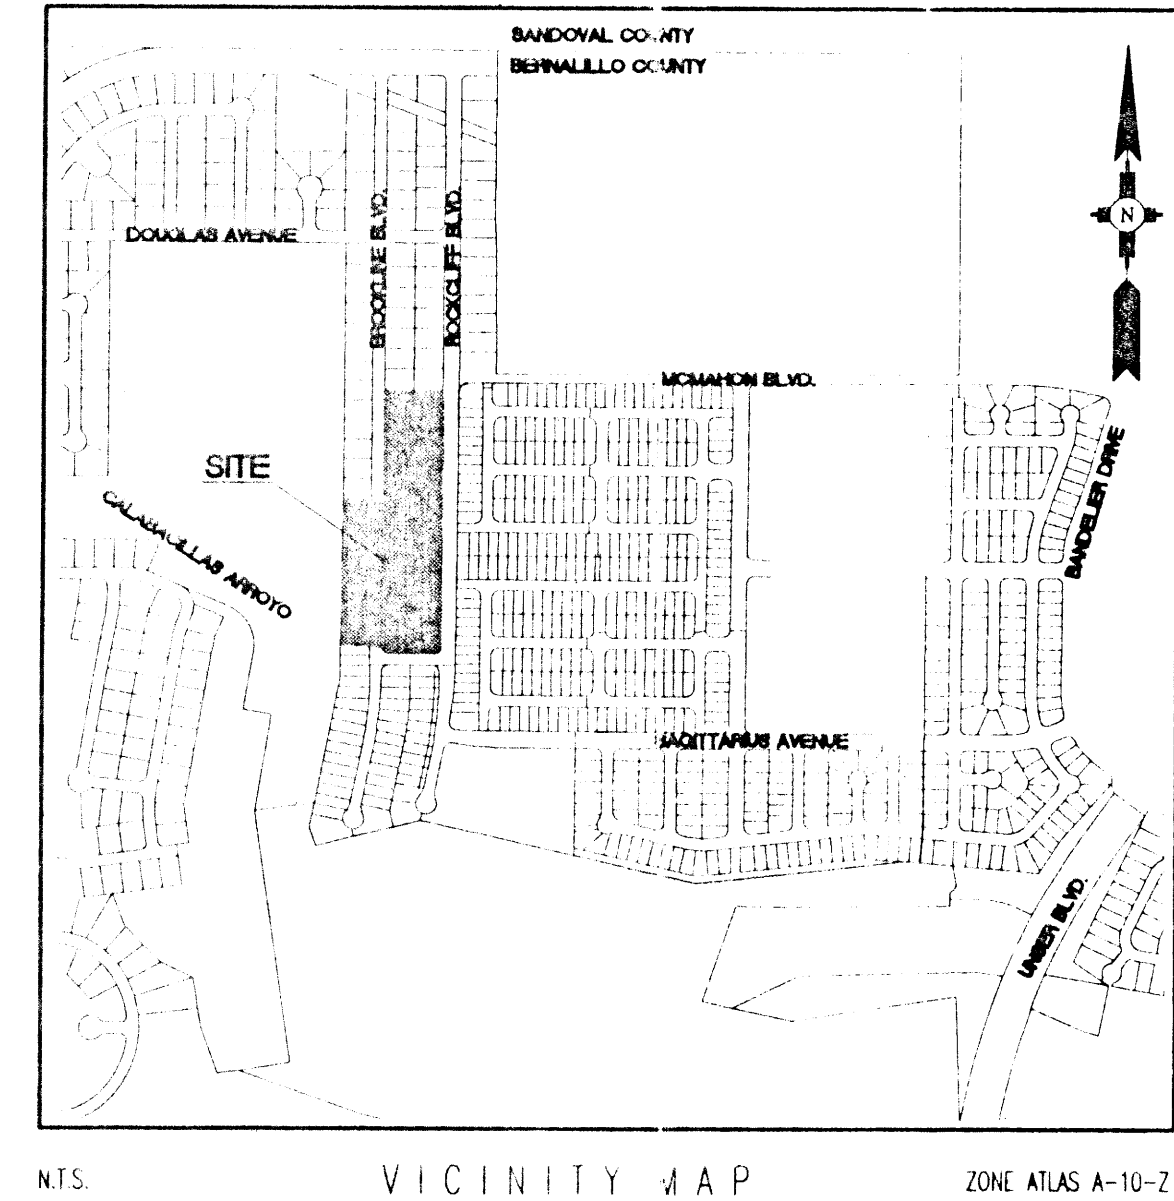 SANDOVAL COUNTY
BERNALILLO COUNTY
N
DOUGLAS AVENUE
BROOKLINE BLVD.
ROCKCLIFF BLVD.
MCMAHON BLVD.
BANDELIER DRIVE
SITE
CALABACILLAS ARROYO
SAGITTARIUS AVENUE
UNSER BLVD.
N.T.S.
VICINITY MAP
ZONE ATLAS A-10-Z